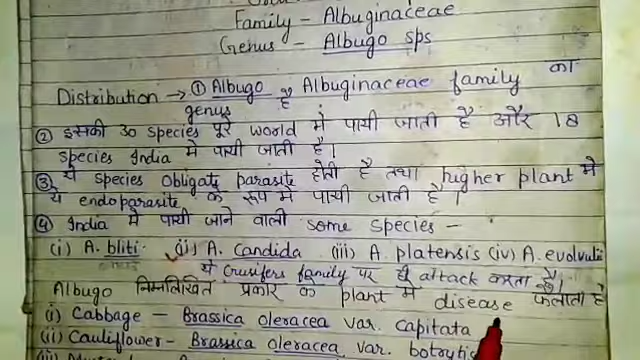 Family - Albuginaceae
Genus - Albugo sps
Distribution → ① Albugo Albuginaceae family का
genus है
② इसकी 30 species पूरे world में पायी जाती है और 18
species India में पायी जाती है।
③ ये species obligate parasite होती है तथा higher plant में
ये endoparasite के रूप में पायी जाती है।
④ India में पायी जाने वाली some species -
(i) A. bliti (ii) A. Candida (iii) A. platensis (iv) A. evolvuli
ये Crusifers family पर ही attack करता है।
Albugo निम्नलिखित प्रकार के plant में disease फैलाता है
(i) Cabbage - Brassica oleracea var. capitata
(ii) Cauliflower - Brassica oleracea var. botrytis